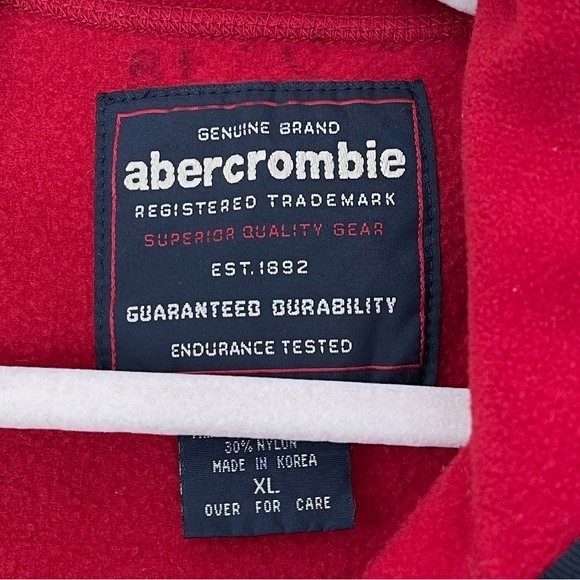 GENUINE BRAND
abercrombie
REGISTERED TRADEMARK
SUPERIOR QUALITY GEAR
EST. 1892
GUARANTEED DURABILITY
ENDURANCE TESTED
30% NYLON
MADE IN KOREA
XL
OVER FOR CARE